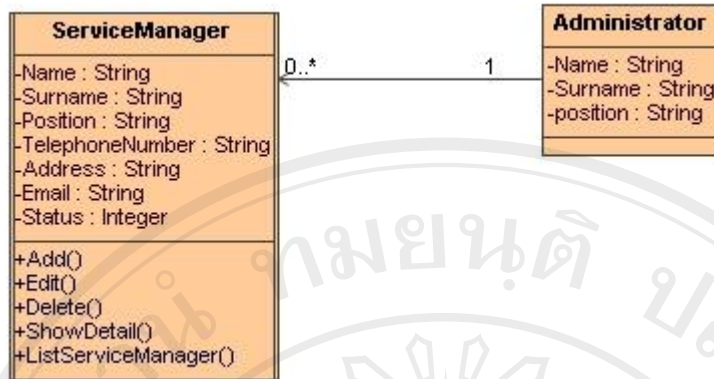 ServiceManager
-Name : String
-Surname : String
-Position : String
-TelephoneNumber : String
-Address : String
-Email : String
-Status : Integer
+Add()
+Edit()
+Delete()
+ShowDetail()
+ListServiceManager()
0..*
1
Administrator
-Name : String
-Surname : String
-position : String